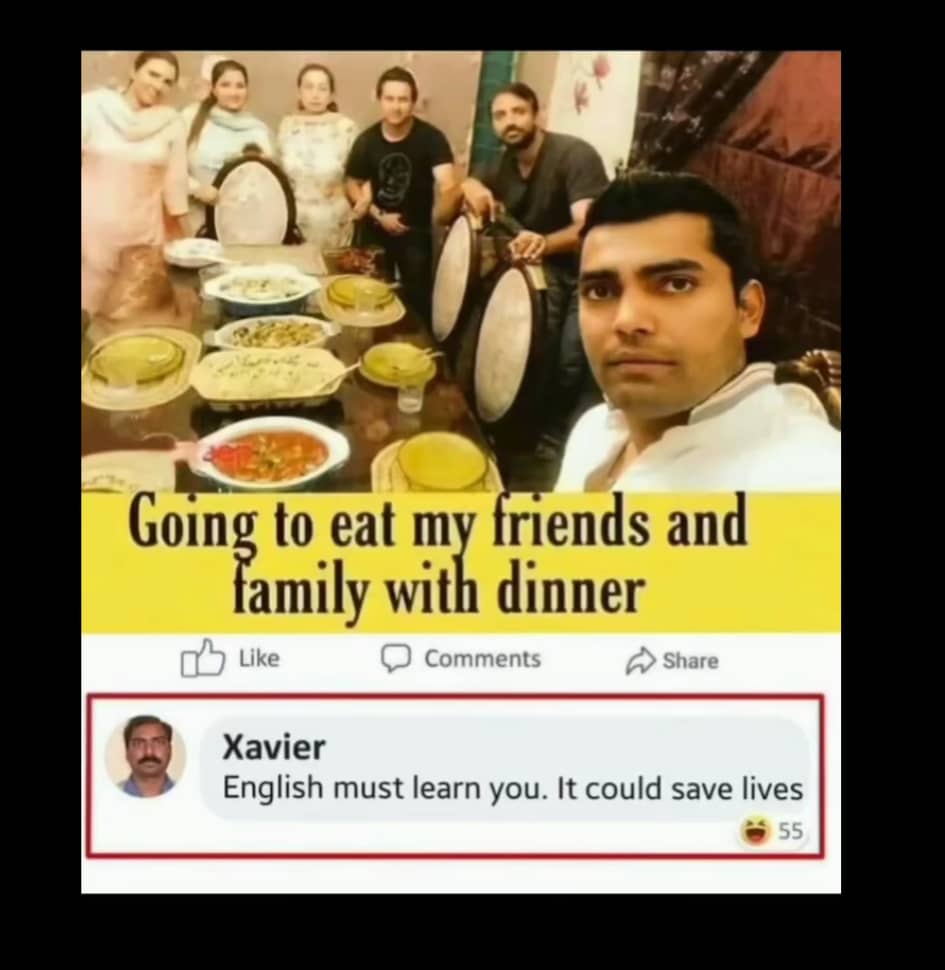 Going to eat my friends and
family with dinner
Like
Comments
Share
Xavier
English must learn you. It could save lives
55